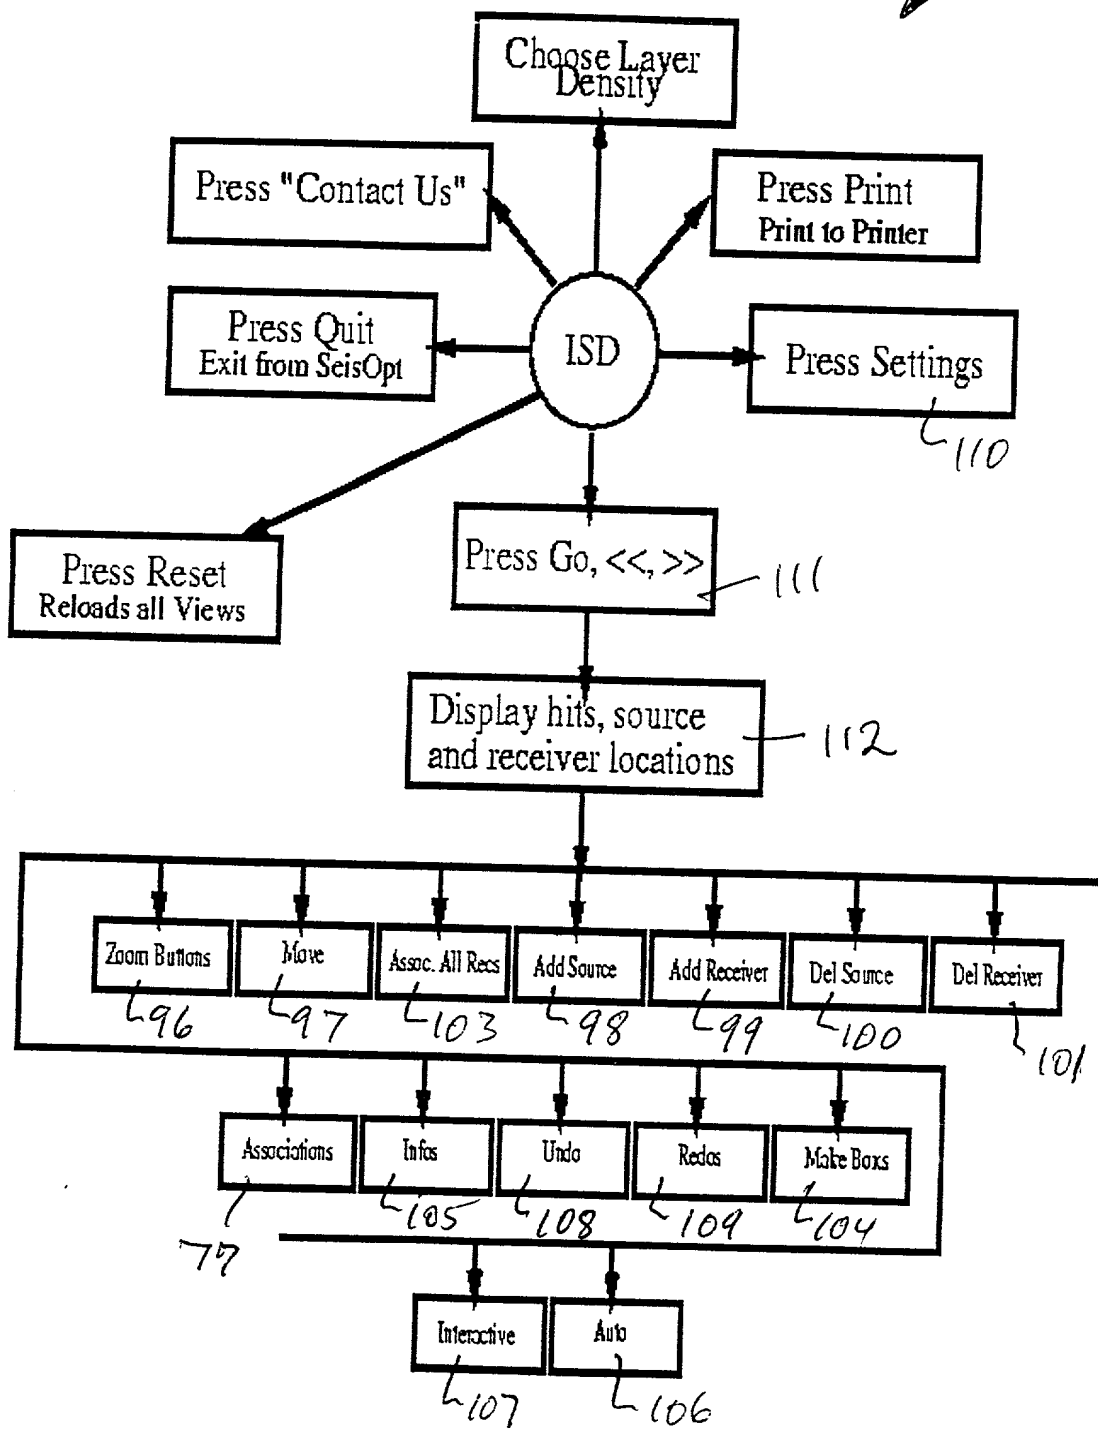 Choose Layer
Density
Press "Contact Us"
Press Print
Print to Printer
Press Quit
Exit from SeisOpt
ISD
Press Settings
110
Press Reset
Reloads all Views
Press Go, <<, >>
111
Display hits, source
and receiver locations
112
Zoom Buttons
Move
Assoc. All Recs
Add Source
Add Receiver
Del Source
Del Receiver
96
97
103
98
99
100
101
Associations
Infos
Undo
Redos
Make Boxs
77
105
108
109
104
Interactive
Auto
107
106